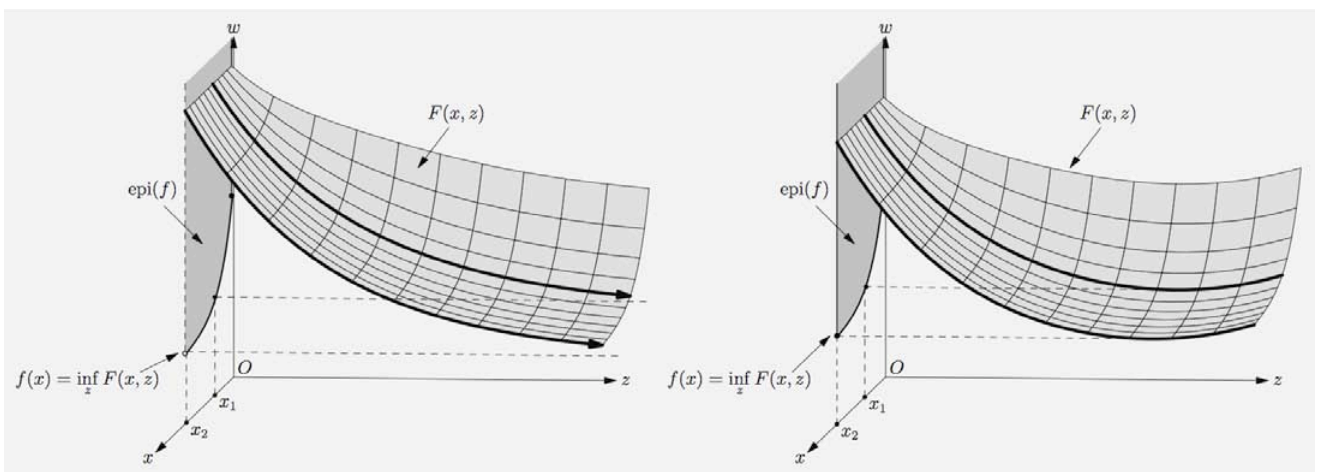 w
F(x, z)
epi(f)
f(x) = inf F(x, z)
z
O
z
x₁
x₂
x
w
F(x, z)
epi(f)
f(x) = inf F(x, z)
z
O
z
x₁
x₂
x